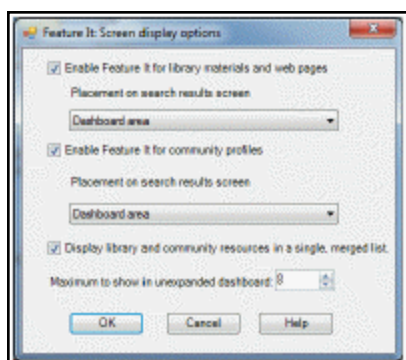 Feature It: Screen display options
Enable Feature It for library materials and web pages
Placement on search results screen
Dashboard area
Enable Feature It for community profiles
Placement on search results screen
Dashboard area
Display library and community resources in a single, merged list.
Maximum to show in unexpanded dashboard: 8
OK Cancel Help